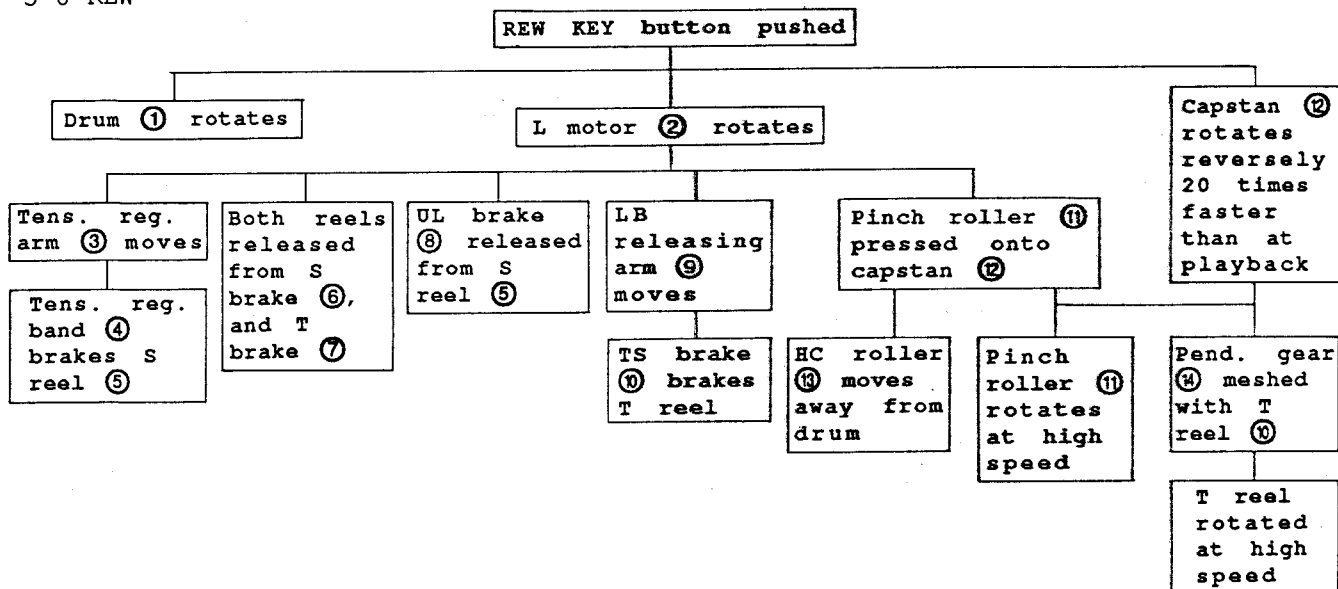 REW KEY button pushed
Drum ① rotates
L motor ② rotates
Capstan ⑫
rotates
reversely
20 times
faster
than at
playback
Tens. reg.
arm ③ moves
Both reels
released
from S
brake ⑥,
and T
brake ⑦
UL brake
⑧ released
from S
reel ⑤
LB
releasing
arm ⑨
moves
Pinch roller ⑪
pressed onto
capstan ⑫
Tens. reg.
band ④
brakes S
reel ⑤
TS brake
⑩ brakes
T reel
HC roller
⑬ moves
away from
drum
Pinch
roller ⑪
rotates
at high
speed
Pend. gear
⑭ meshed
with T
reel ⑩
T reel
rotated
at high
speed